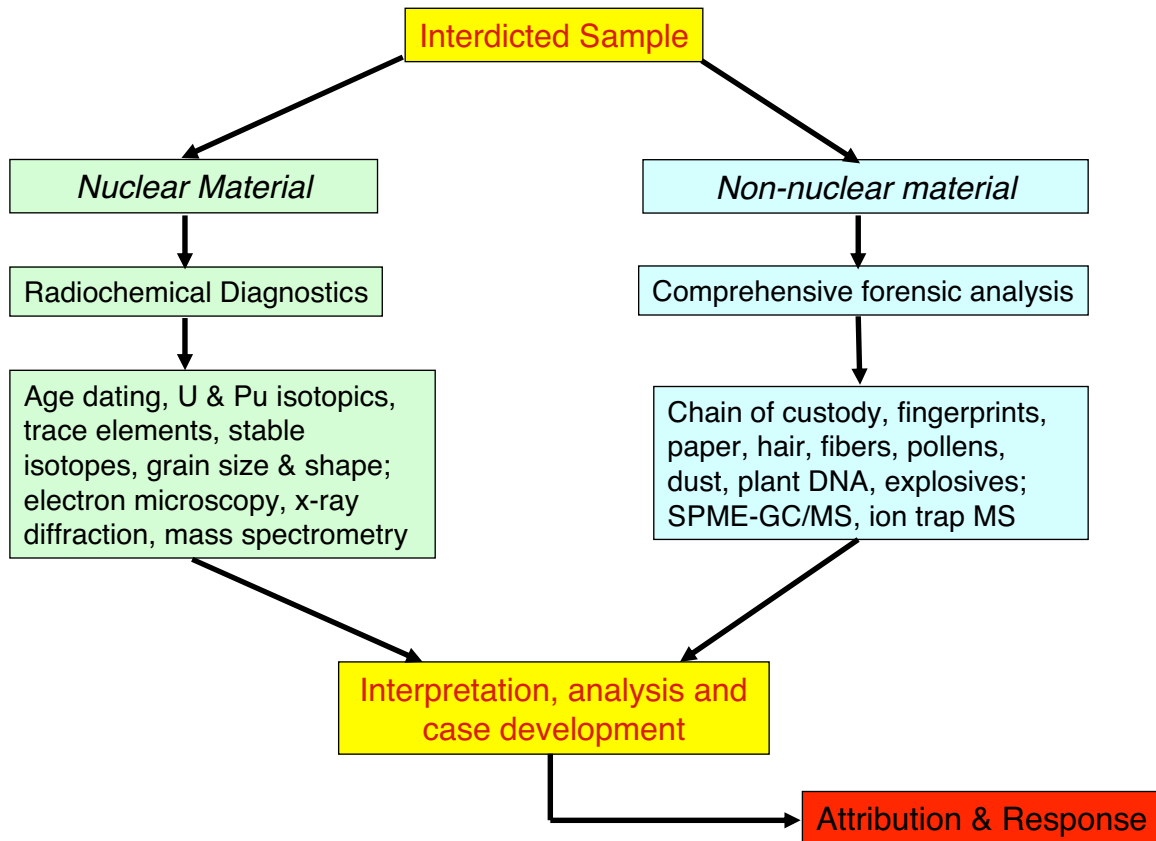 Interdicted Sample
Nuclear Material
Non-nuclear material
Radiochemical Diagnostics
Comprehensive forensic analysis
Age dating, U & Pu isotopics,
trace elements, stable
isotopes, grain size & shape;
electron microscopy, x-ray
diffraction, mass spectrometry
Chain of custody, fingerprints,
paper, hair, fibers, pollens,
dust, plant DNA, explosives;
SPME-GC/MS, ion trap MS
Interpretation, analysis and
case development
Attribution & Response